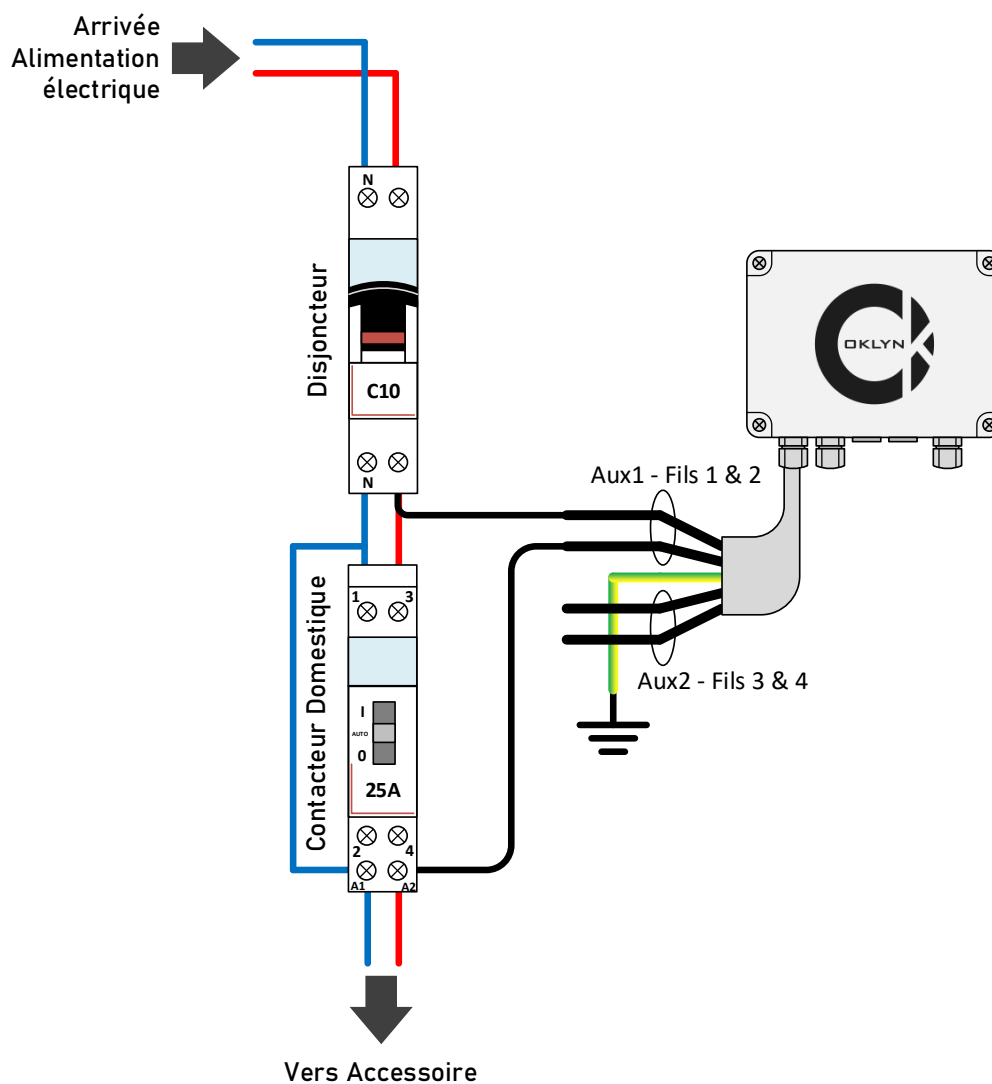 Arrivée
Alimentation
électrique
N
Disjoncteur
C10
N
OKLYN
Aux1 - Fils 1 & 2
1 3
Contacteur Domestique
I
AUTO
0
25A
2 4
A1 A2
Aux2 - Fils 3 & 4
Vers Accessoire